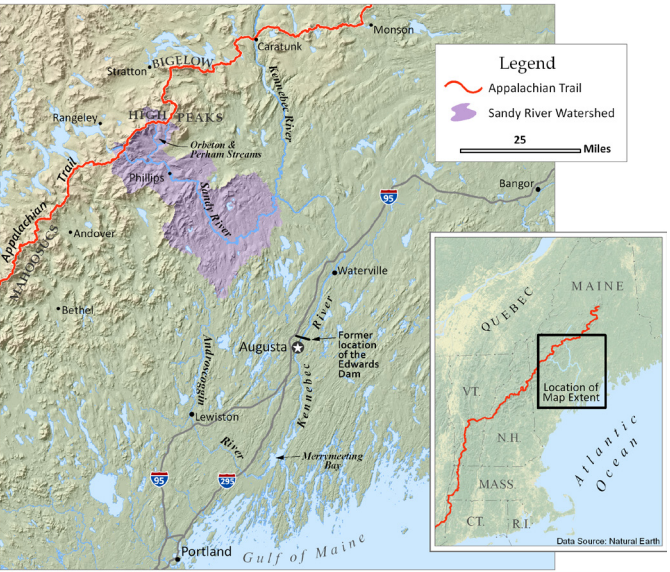 Monson
Caratunk
BIGELOW
Stratton
Kennebec River
Rangeley
HIGH PEAKS
Orbeton &
Perham Streams
Phillips
Sandy River
Appalachian Trail
MAHOOSUCS
Andover
Bethel
95
Bangor
Waterville
River
Augusta
Former
location
of the
Edwards
Dam
Kennebec
Androscoggin
Lewiston
River
Merrymeeting
Bay
95
295
Portland
Gulf of Maine
Legend
Appalachian Trail
Sandy River Watershed
25
Miles
MAINE
QUEBEC
VT.
N.H.
MASS.
CT.
R.I.
Location of
Map Extent
Atlantic
Ocean
Data Source: Natural Earth